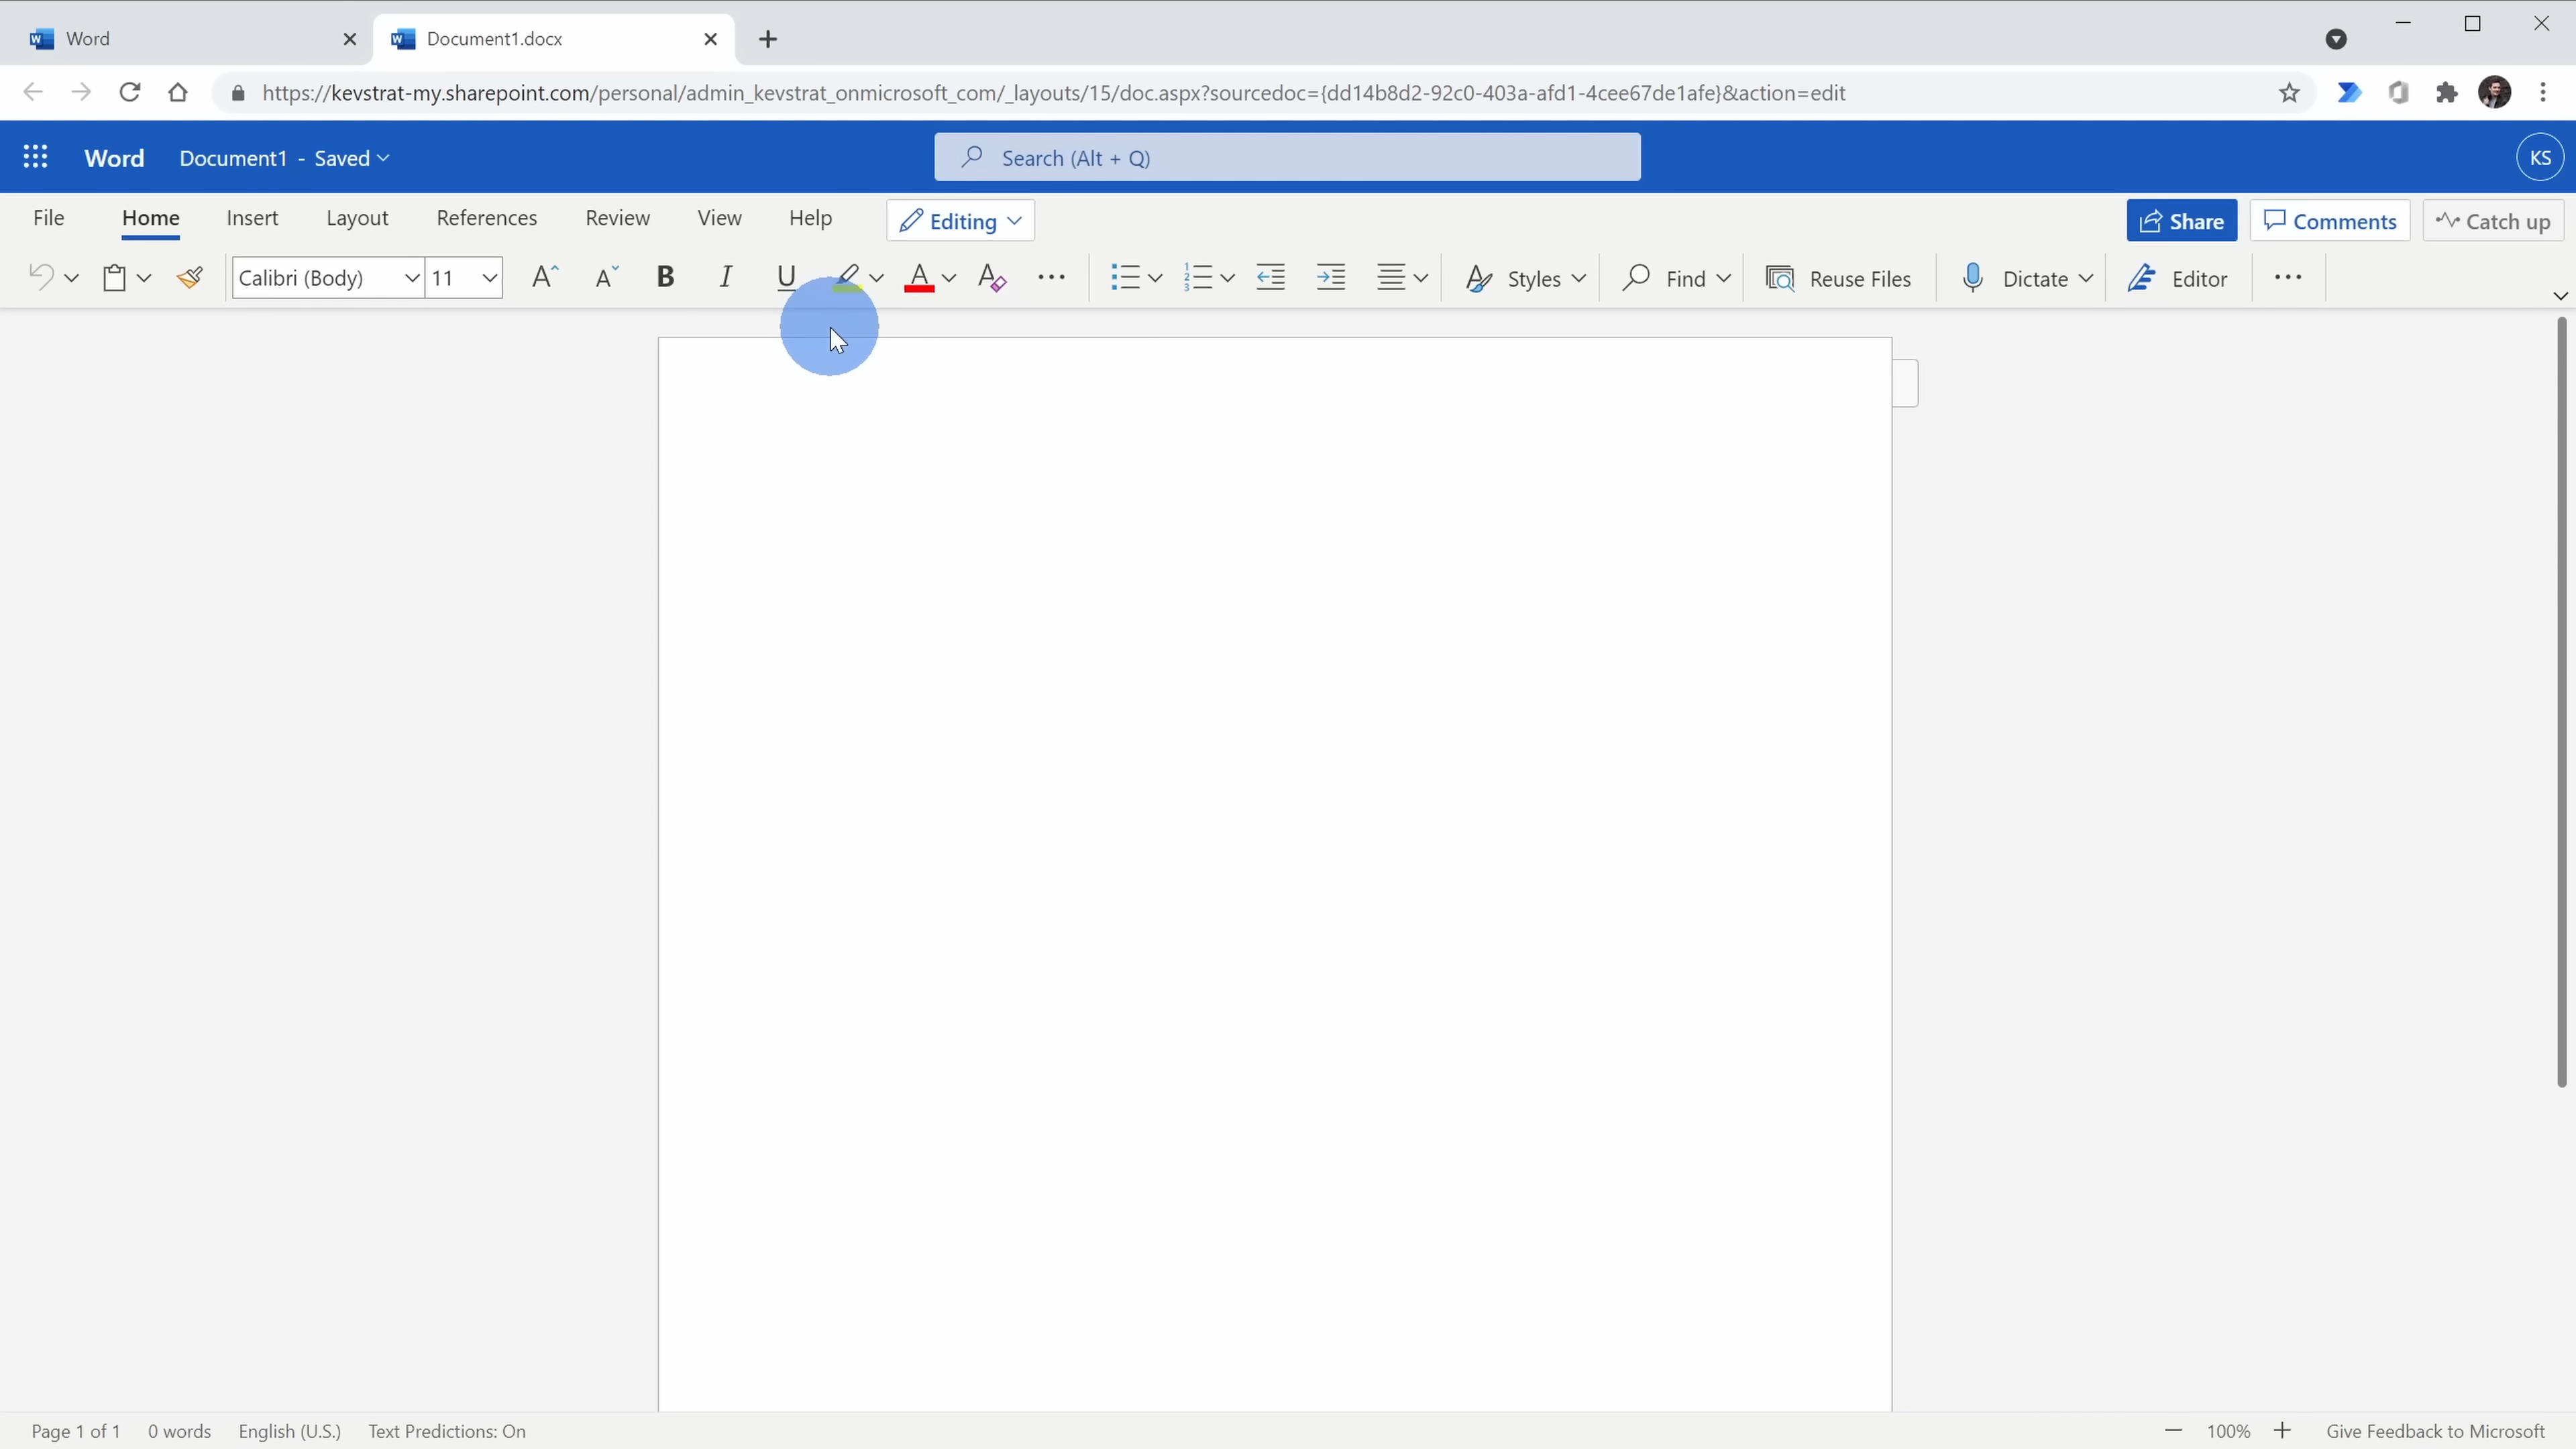 Word
Document1.docx
https://kevstrat-my.sharepoint.com/personal/admin_kevstrat_onmicrosoft_com/_layouts/15/doc.aspx?sourcedoc={dd14b8d2-92c0-403a-afd1-4cee67de1afe}&action=edit
Word Document1 - Saved
Search (Alt + Q)
KS
File Home Insert Layout References Review View Help Editing Share Comments Catch up
Calibri (Body) 11 A A B I U A A Styles Find Reuse Files Dictate Editor
Page 1 of 1 0 words English (U.S.) Text Predictions: On 100% Give Feedback to Microsoft